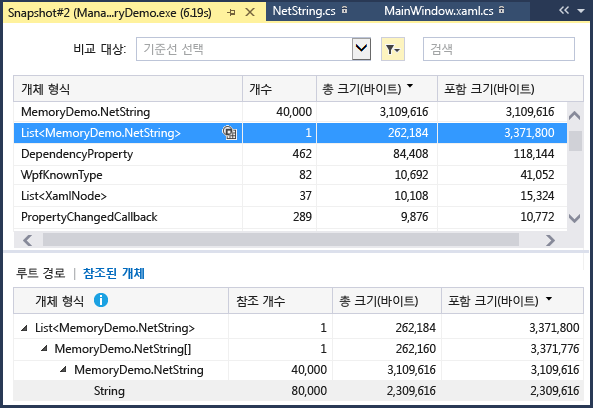 Snapshot#2 (Mana...ryDemo.exe (6.19s) NetString.cs MainWindow.xaml.cs
비교 대상: 기준선 선택 검색
개체 형식 개수 총 크기(바이트) 포함 크기(바이트)
MemoryDemo.NetString 40,000 3,109,616 3,109,616
List<MemoryDemo.NetString> 1 262,184 3,371,800
DependencyProperty 462 84,408 118,144
WpfKnownType 82 10,692 41,052
List<XamlNode> 37 10,108 15,324
PropertyChangedCallback 289 9,876 10,772
루트 경로 | 참조된 개체
개체 형식 참조 개수 총 크기(바이트) 포함 크기(바이트)
List<MemoryDemo.NetString> 1 262,184 3,371,800
MemoryDemo.NetString[] 1 262,160 3,371,776
MemoryDemo.NetString 40,000 3,109,616 3,109,616
String 80,000 2,309,616 2,309,616